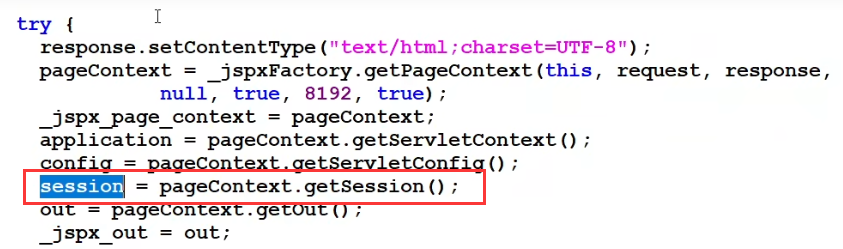 try {
response.setContentType("text/html;charset=UTF-8");
pageContext = _jspxFactory.getPageContext(this, request, response,
null, true, 8192, true);
_jspx_page_context = pageContext;
application = pageContext.getServletContext();
config = pageContext.getServletConfig();
session = pageContext.getSession();
out = pageContext.getOut();
_jspx_out = out;